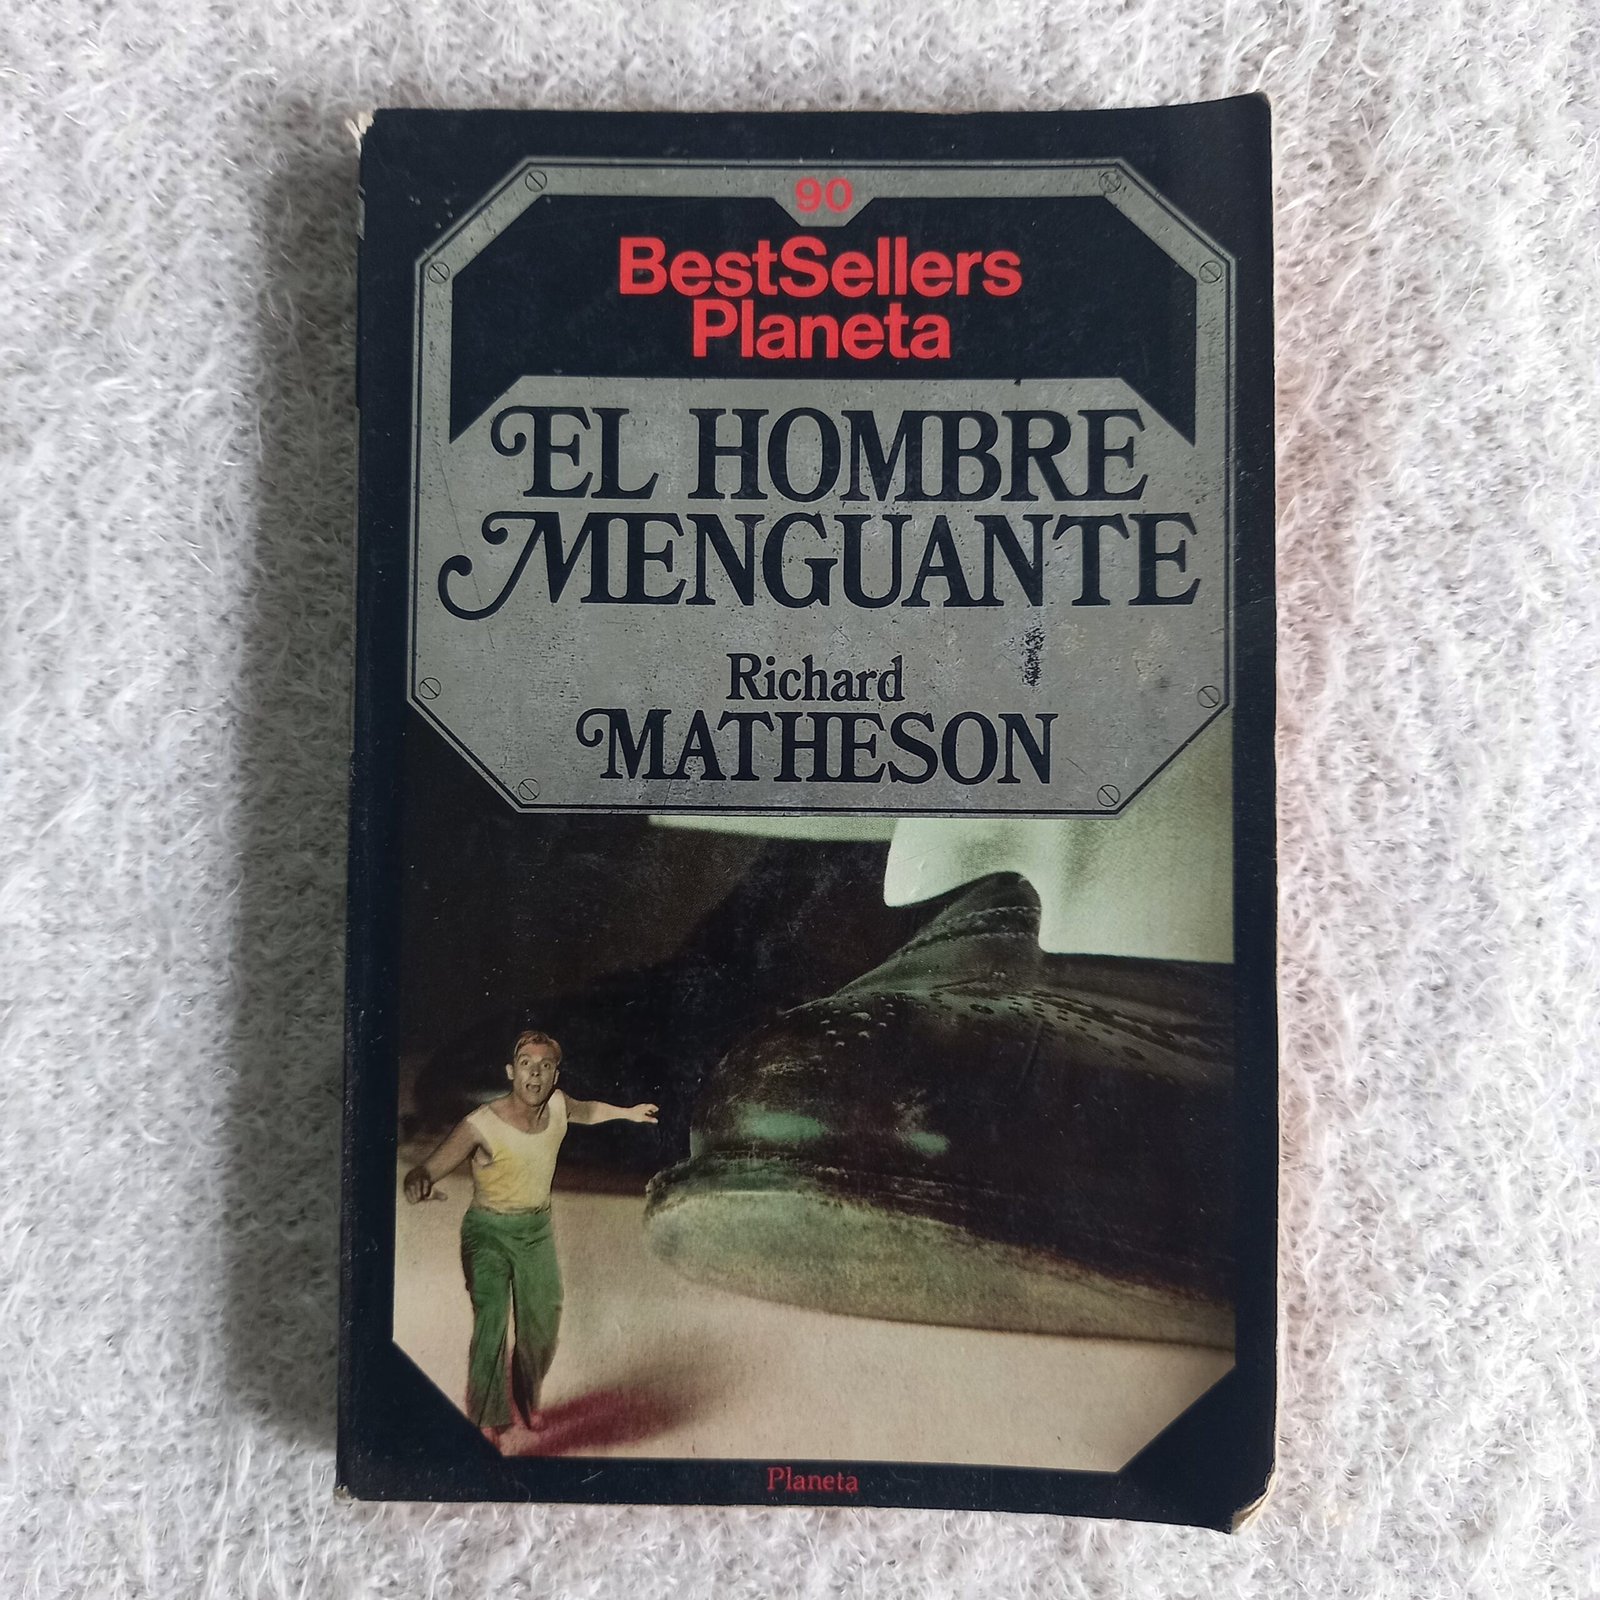 90
BestSellers
Planeta
EL HOMBRE
MENGUANTE
Richard
MATHESON
Planeta